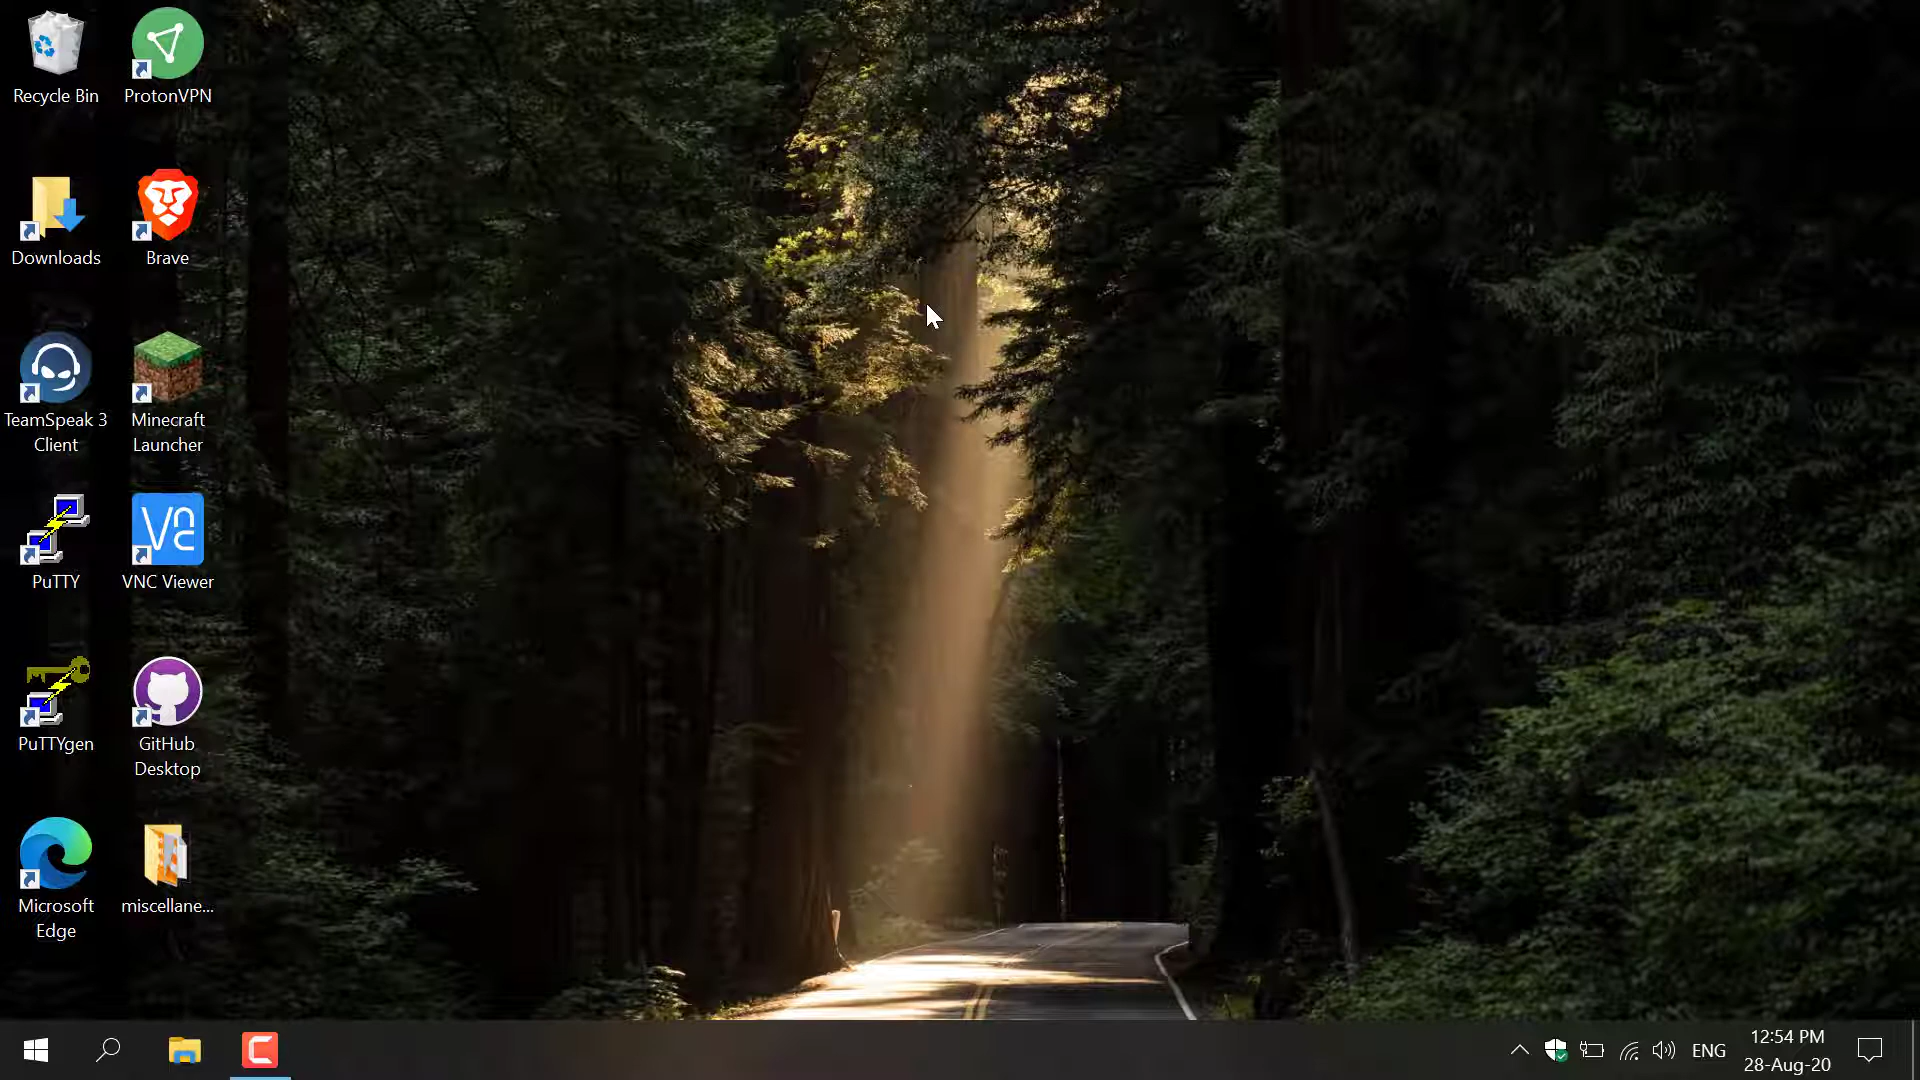 Recycle Bin
ProtonVPN
Downloads
Brave
TeamSpeak 3
Client
Minecraft
Launcher
PuTTY
VNC Viewer
PuTTYgen
GitHub
Desktop
Microsoft
Edge
miscellane...
ENG
12:54 PM
28-Aug-20